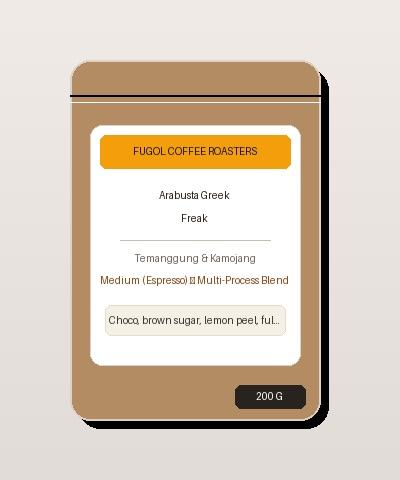 FUGOL COFFEE ROASTERS
Arabusta Greek
Freak
Temanggung & Kamojang
Medium (Espresso) ▯ Multi-Process Blend
Choco, brown sugar, lemon peel, ful...
200 G